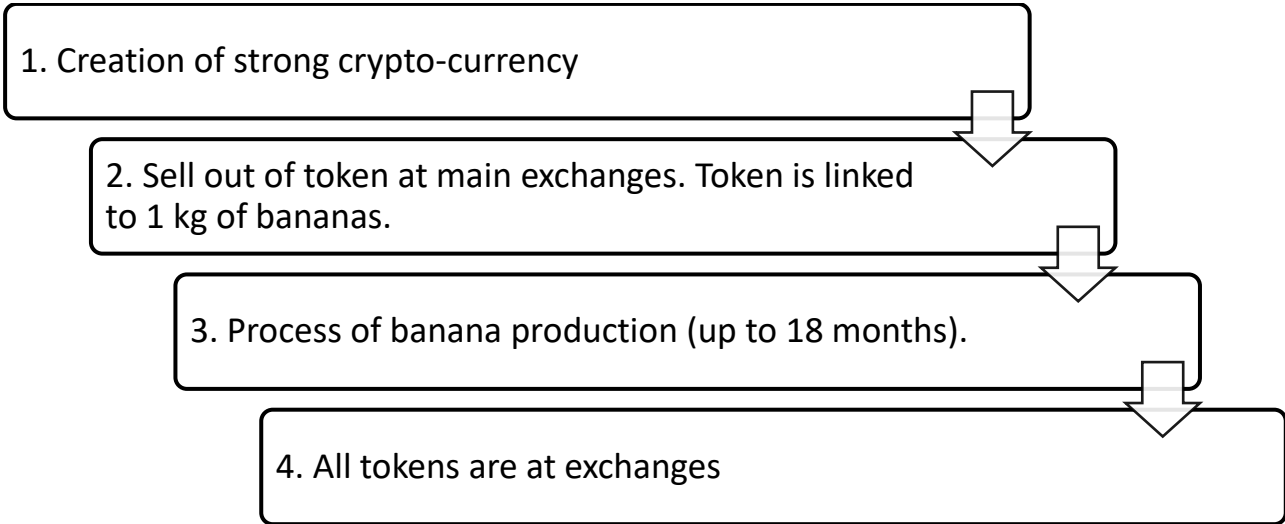 1. Creation of strong crypto-currency
2. Sell out of token at main exchanges. Token is linked
to 1 kg of bananas.
3. Process of banana production (up to 18 months).
4. All tokens are at exchanges